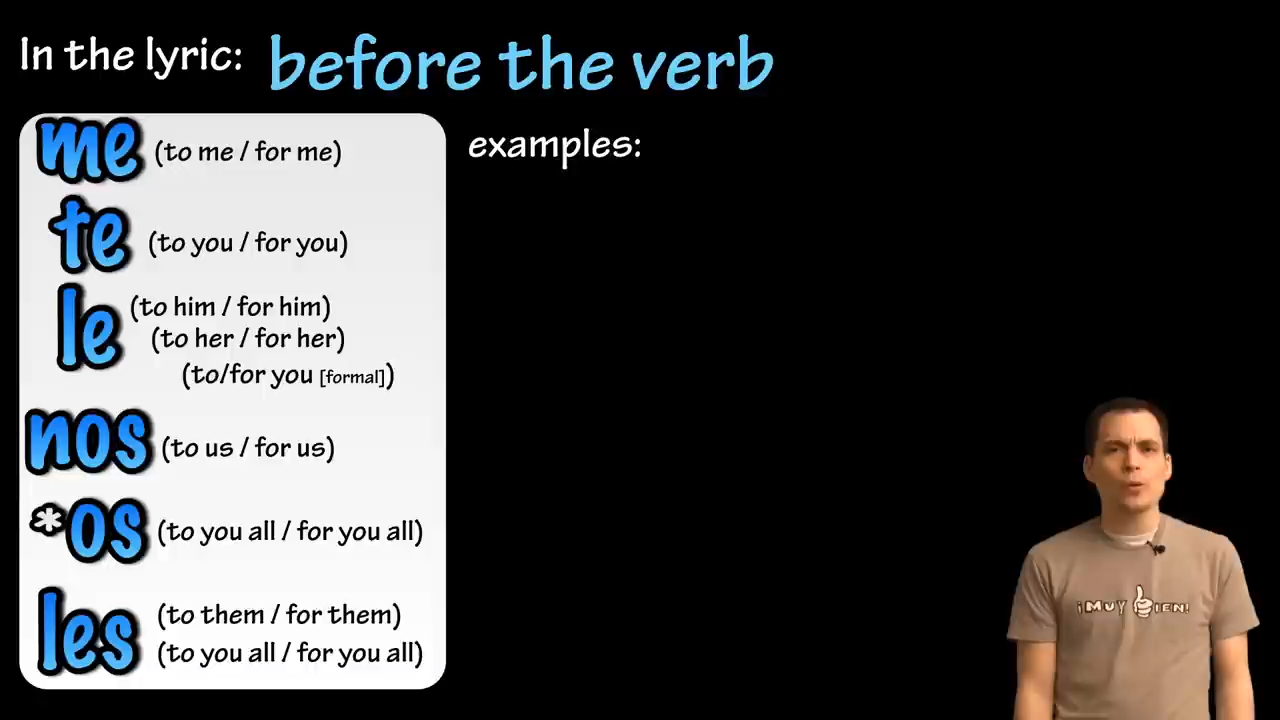 In the lyric: before the verb
me (to me / for me)
te (to you / for you)
le (to him / for him)
(to her / for her)
(to/for you [formal])
nos (to us / for us)
*os (to you all / for you all)
les (to them / for them)
(to you all / for you all)
examples:
¡MUY BIEN!